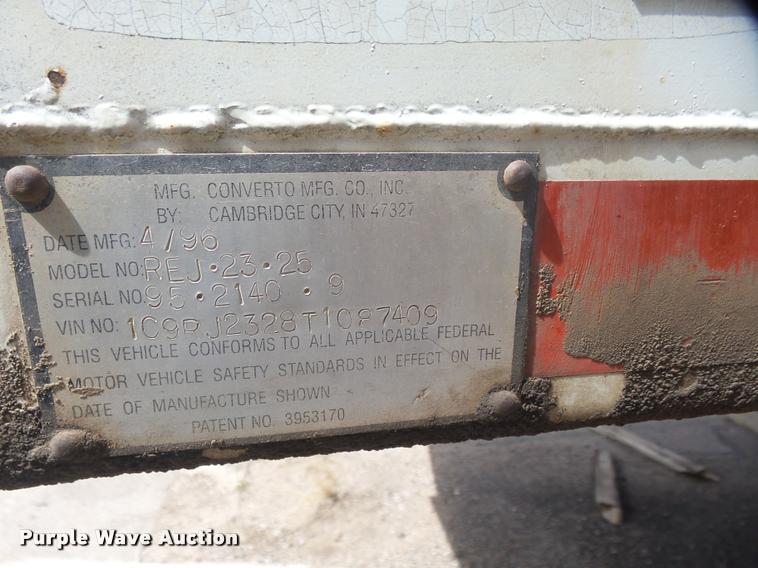 MFG. CONVERTO MFG. CO., INC.
BY: CAMBRIDGE CITY, IN 47327
DATE MFG: 4/96
MODEL NO: REJ•23•25
SERIAL NO. 95•2140•9
VIN NO: 1C9RJ2328T1087409
THIS VEHICLE CONFORMS TO ALL APPLICABLE FEDERAL
MOTOR VEHICLE SAFETY STANDARDS IN EFFECT ON THE
DATE OF MANUFACTURE SHOWN
PATENT NO. 3953170
Purple Wave Auction